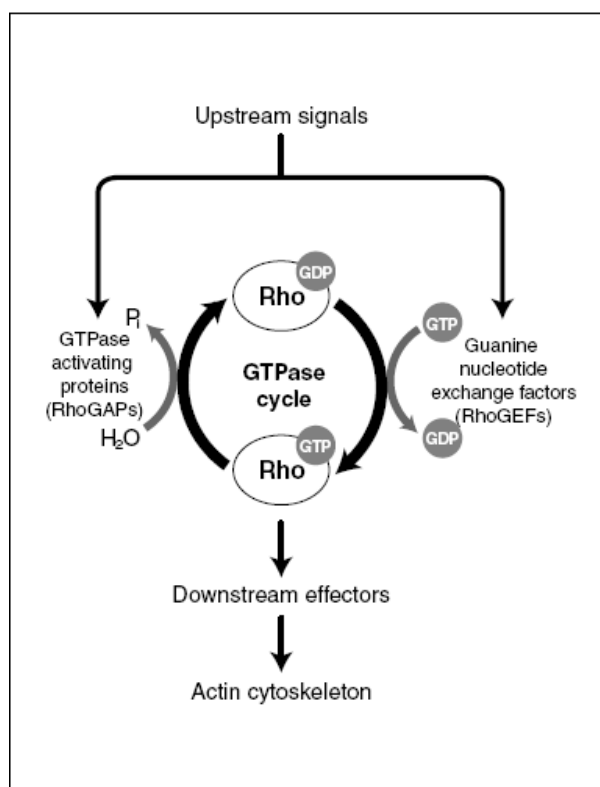 Upstream signals
GDP
Rho
Pi
GTPase
activating
proteins
(RhoGAPs)
H2O
GTPase
cycle
GTP
Guanine
nucleotide
exchange factors
(RhoGEFs)
GDP
GTP
Rho
Downstream effectors
Actin cytoskeleton